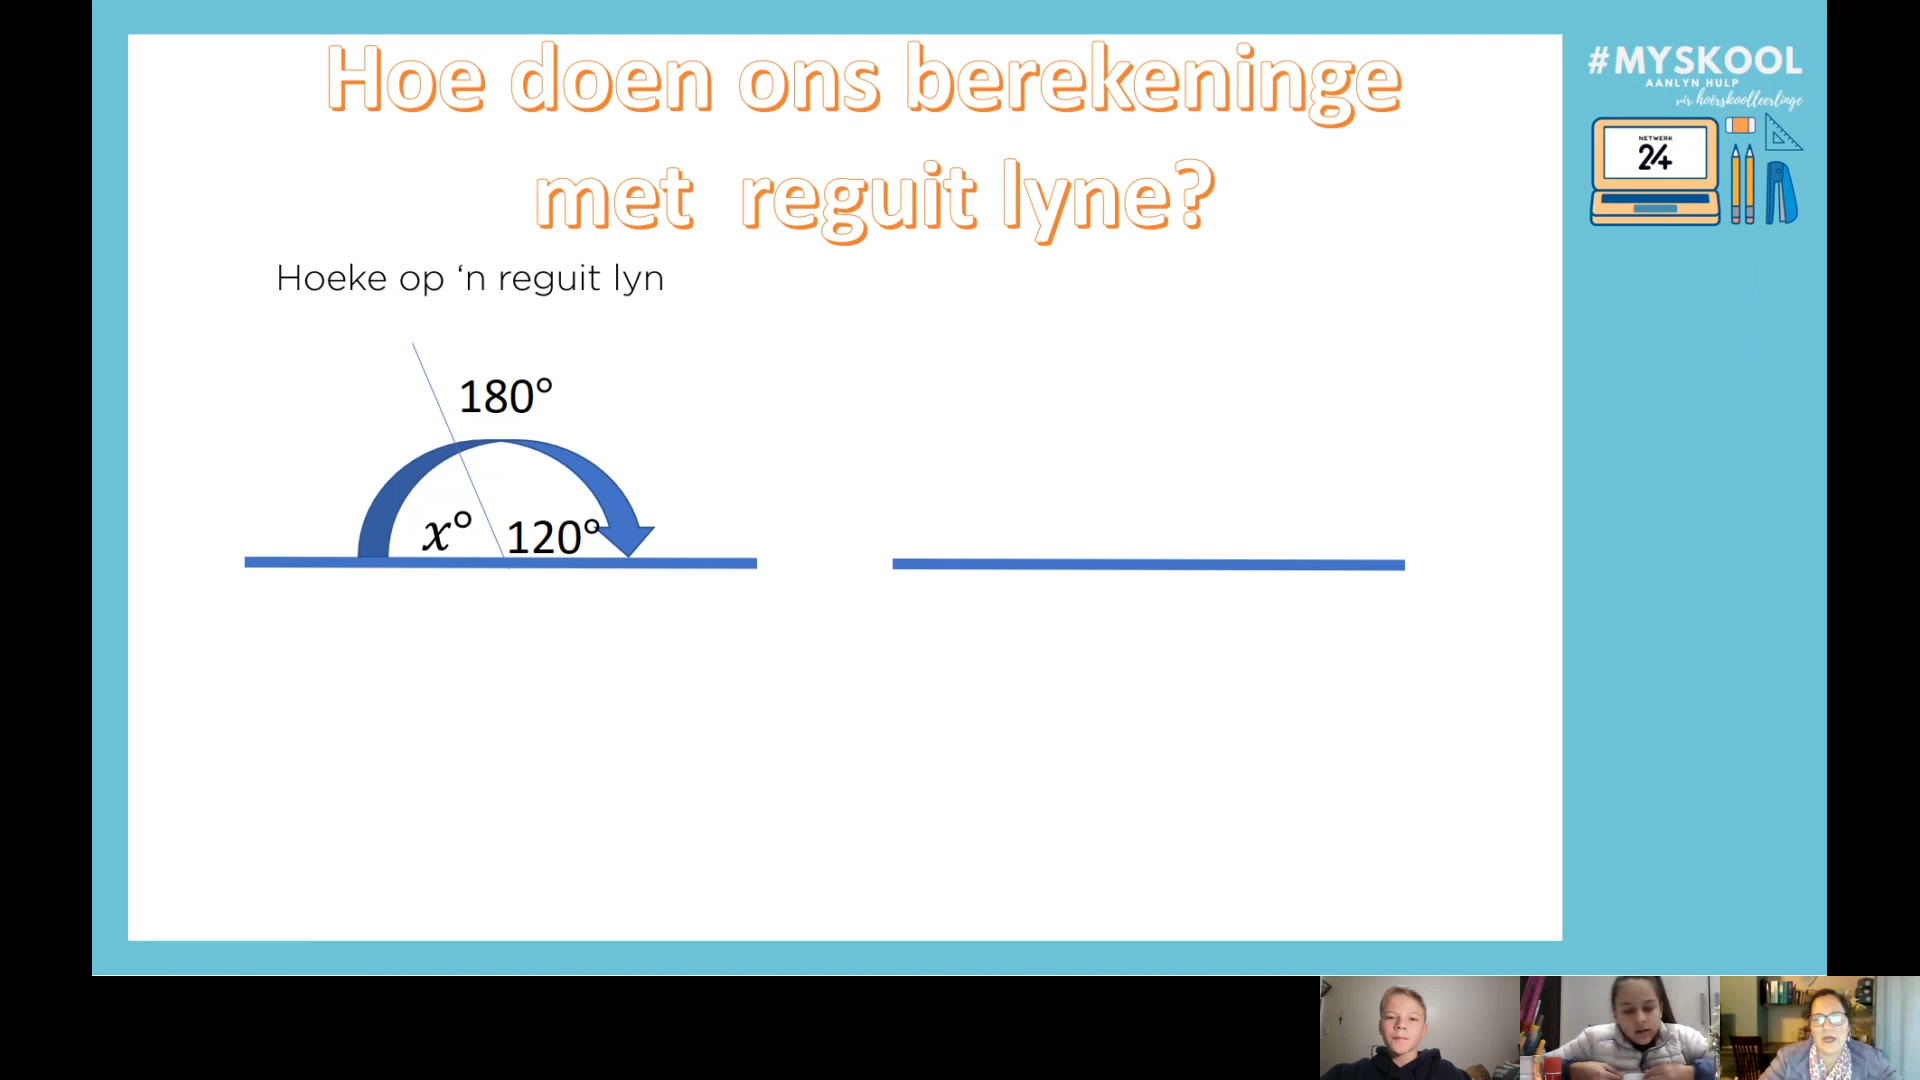 Hoe doen ons berekeninge
met reguit lyne?
#MYSKOOL
AANLYN HULP
vir hoërskoolleerlinge
NETWERK
24
Hoeke op ‘n reguit lyn
180°
x°
120°